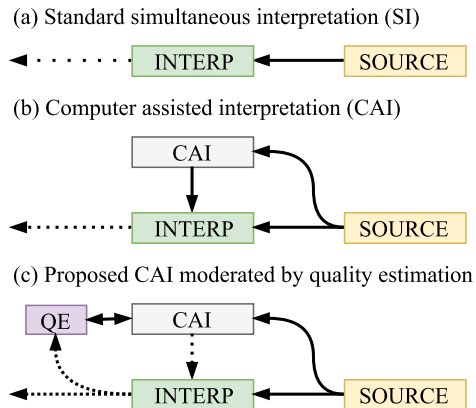 (a) Standard simultaneous interpretation (SI)
INTERP SOURCE
(b) Computer assisted interpretation (CAI)
CAI
INTERP SOURCE
(c) Proposed CAI moderated by quality estimation
QE CAI
INTERP SOURCE